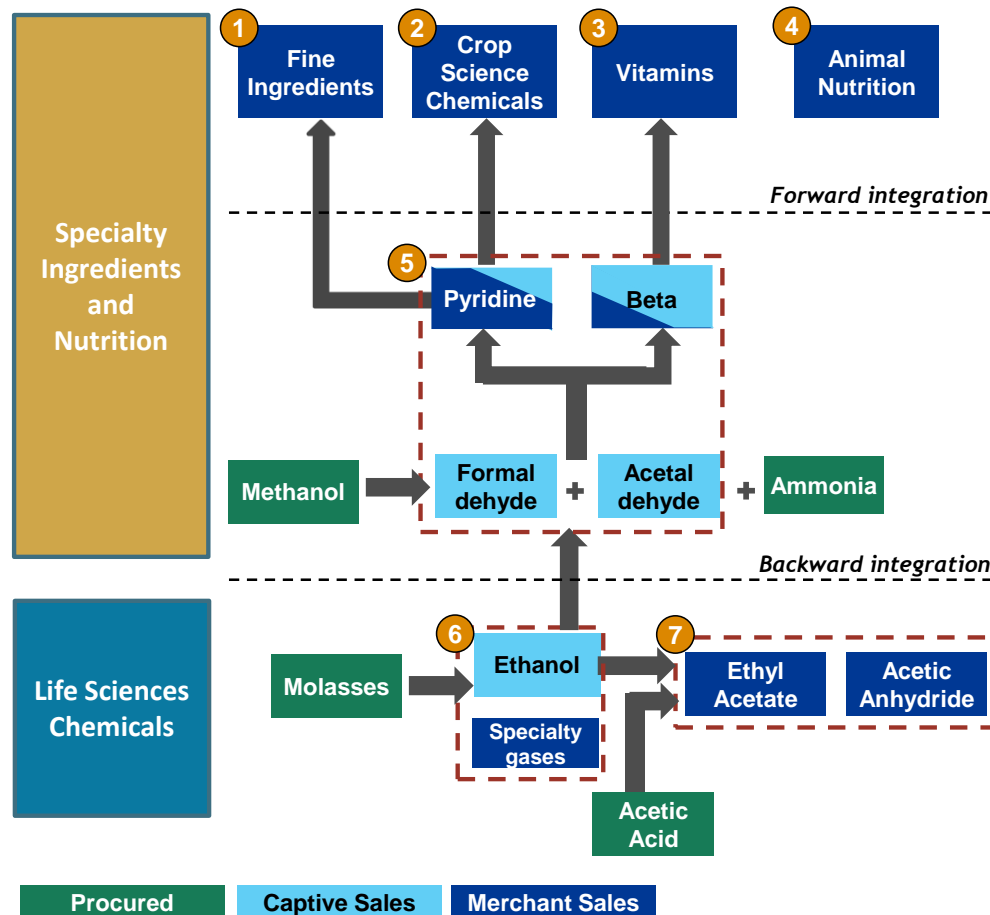 1
Fine
Ingredients
2
Crop
Science
Chemicals
3
Vitamins
4
Animal
Nutrition
Forward integration
Specialty
Ingredients
and
Nutrition
5
Pyridine
Beta
Methanol
Formal
dehyde
+
Acetal
dehyde
+
Ammonia
Backward integration
Life Sciences
Chemicals
6
Ethanol
Molasses
Specialty
gases
7
Ethyl
Acetate
Acetic
Anhydride
Acetic
Acid
Procured
Captive Sales
Merchant Sales